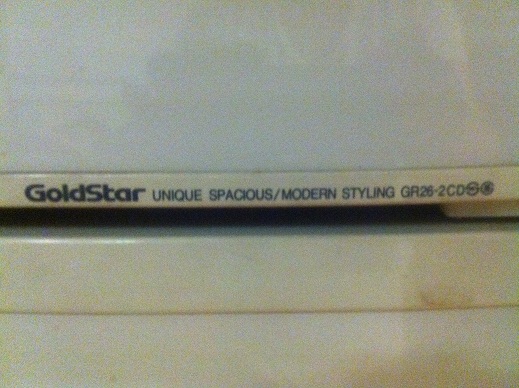 GoldStar UNIQUE SPACIOUS/MODERN STYLING GR26-2CD